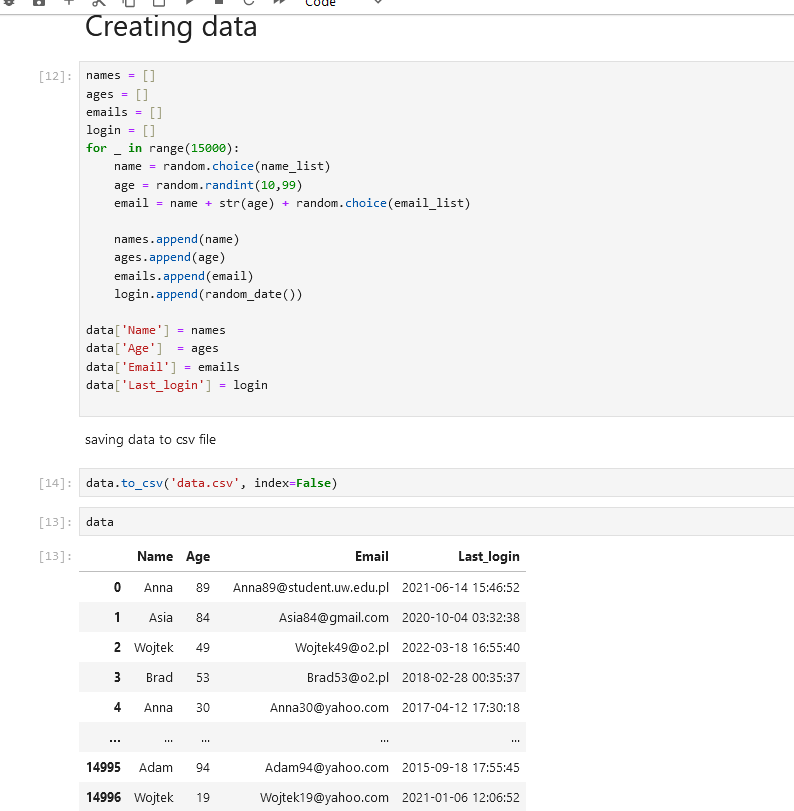 Code
Creating data
[12]:
names = []
ages = []
emails = []
login = []
for _ in range(15000):
    name = random.choice(name_list)
    age = random.randint(10,99)
    email = name + str(age) + random.choice(email_list)
    names.append(name)
    ages.append(age)
    emails.append(email)
    login.append(random_date())
data['Name'] = names
data['Age']  = ages
data['Email'] = emails
data['Last_login'] = login
saving data to csv file
[14]: data.to_csv('data.csv', index=False)
[13]: data
[13]:
Name Age Email Last_login
0 Anna 89 Anna89@student.uw.edu.pl 2021-06-14 15:46:52
1 Asia 84 Asia84@gmail.com 2020-10-04 03:32:38
2 Wojtek 49 Wojtek49@o2.pl 2022-03-18 16:55:40
3 Brad 53 Brad53@o2.pl 2018-02-28 00:35:37
4 Anna 30 Anna30@yahoo.com 2017-04-12 17:30:18
... ... ... ... ...
14995 Adam 94 Adam94@yahoo.com 2015-09-18 17:55:45
14996 Wojtek 19 Wojtek19@yahoo.com 2021-01-06 12:06:52